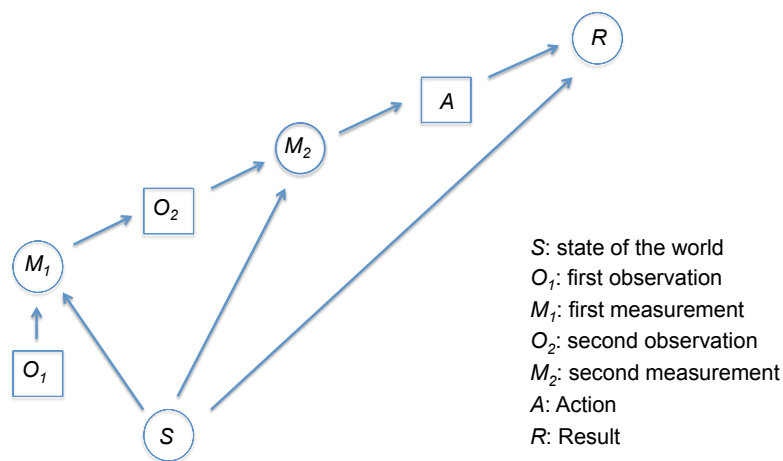 R
A
M2
O2
M1
O1
S
S: state of the world
O1: first observation
M1: first measurement
O2: second observation
M2: second measurement
A: Action
R: Result